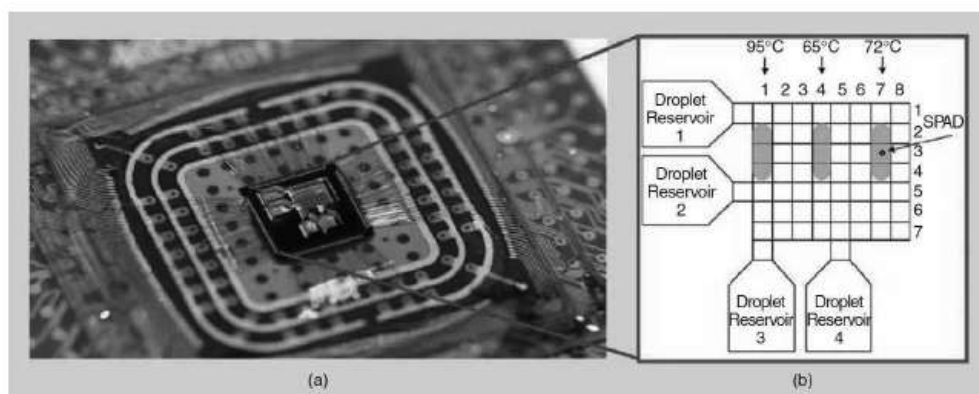 95°C 65°C 72°C
1 2 3 4 5 6 7 8
Droplet
Reservoir
1
1
2
SPAD
3
4
Droplet
Reservoir
2
5
6
7
Droplet
Reservoir
3
Droplet
Reservoir
4
(a)
(b)